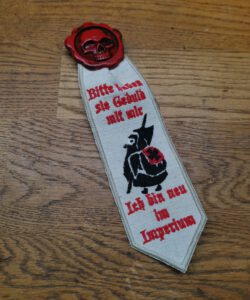 Bitte
sie Geduld
mit mir
Ich bin neu
im
Imperium